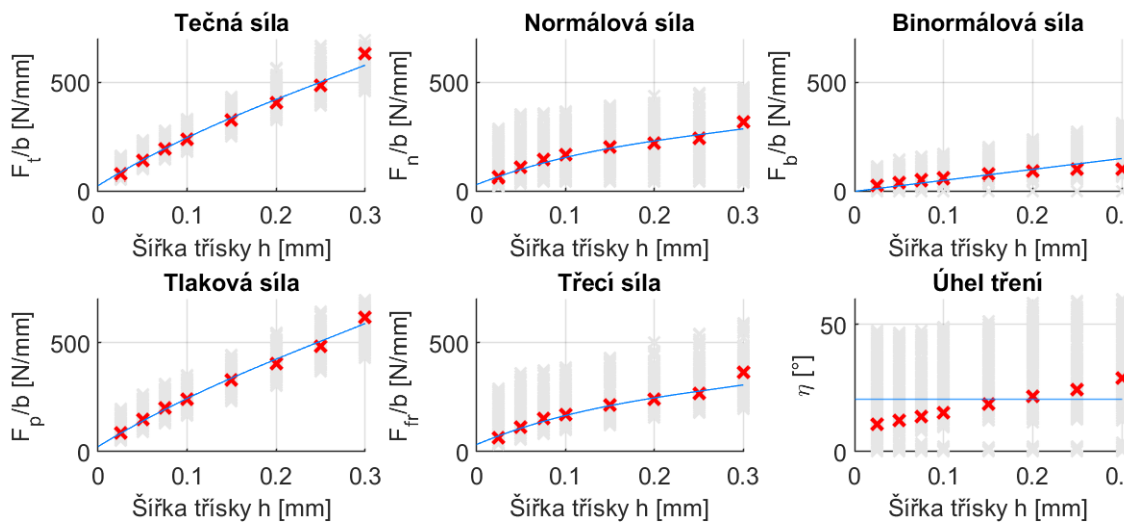 Tečná síla
Normálová síla
Binormálová síla
F_t/b [N/mm]
500
0
0
0.1
0.2
0.3
Šířka třísky h [mm]
F_n/b [N/mm]
500
0
0
0.1
0.2
0.3
Šířka třísky h [mm]
F_b/b [N/mm]
500
0
0
0.1
0.2
0.3
Šířka třísky h [mm]
Tlaková síla
Třecí síla
Úhel tření
F_p/b [N/mm]
500
0
0
0.1
0.2
0.3
Šířka třísky h [mm]
F_fr/b [N/mm]
500
0
0
0.1
0.2
0.3
Šířka třísky h [mm]
η [°]
50
0
0
0.1
0.2
0.
Šířka třísky h [mm]